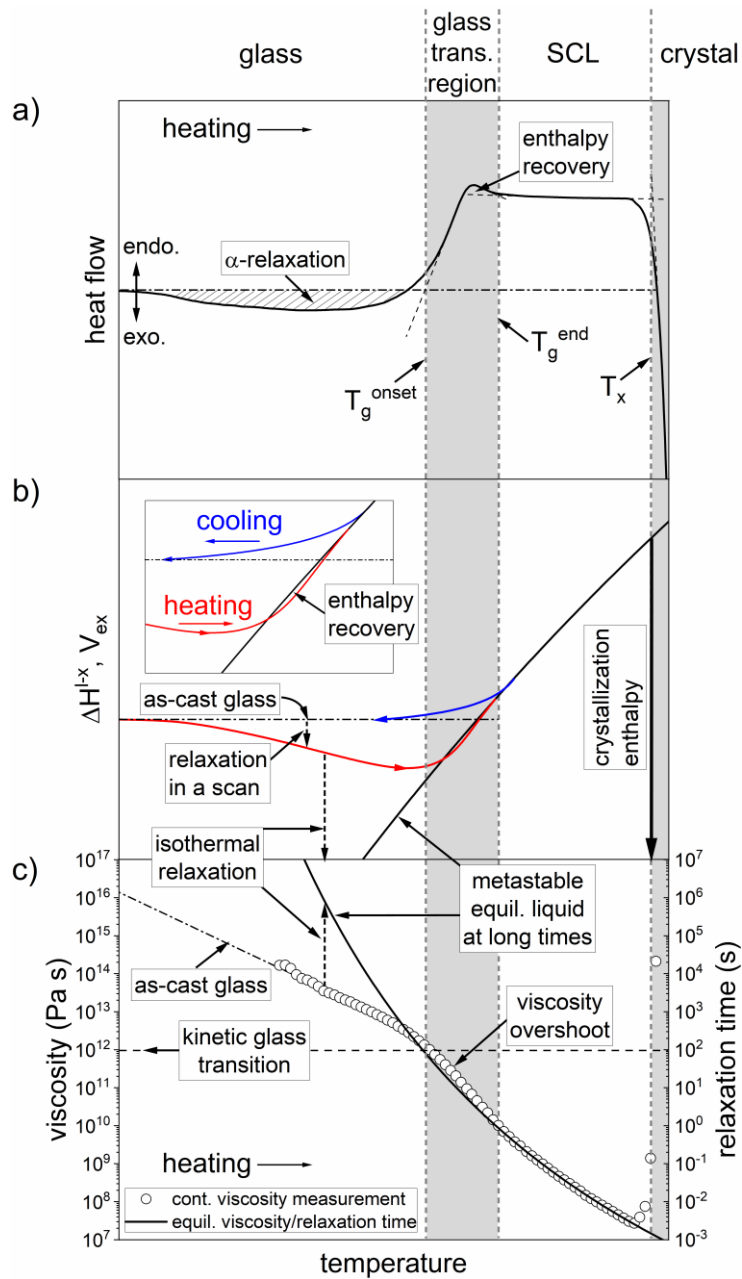 glass
glass
trans.
region
SCL
crystal
a)
heating
enthalpy
recovery
endo.
α-relaxation
heat flow
exo.
T_g^onset
T_g^end
T_x
b)
cooling
heating
enthalpy
recovery
ΔH^l-x, V_ex
as-cast glass
relaxation
in a scan
crystallization
enthalpy
isothermal
relaxation
metastable
equil. liquid
at long times
c)
10^17
10^16
10^15
10^14
10^13
10^12
10^11
10^10
10^9
10^8
10^7
viscosity (Pa s)
as-cast glass
kinetic glass
transition
viscosity
overshoot
heating
cont. viscosity measurement
equil. viscosity/relaxation time
10^7
10^6
10^5
10^4
10^3
10^2
10^1
10^0
10^-1
10^-2
10^-3
relaxation time (s)
temperature